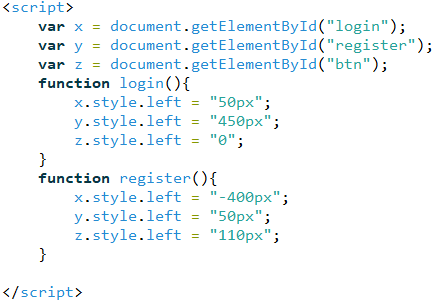 <script>
    var x = document.getElementById("login");
    var y = document.getElementById("register");
    var z = document.getElementById("btn");
    function login(){
        x.style.left = "50px";
        y.style.left = "450px";
        z.style.left = "0";
    }
    function register(){
        x.style.left = "-400px";
        y.style.left = "50px";
        z.style.left = "110px";
    }

</script>